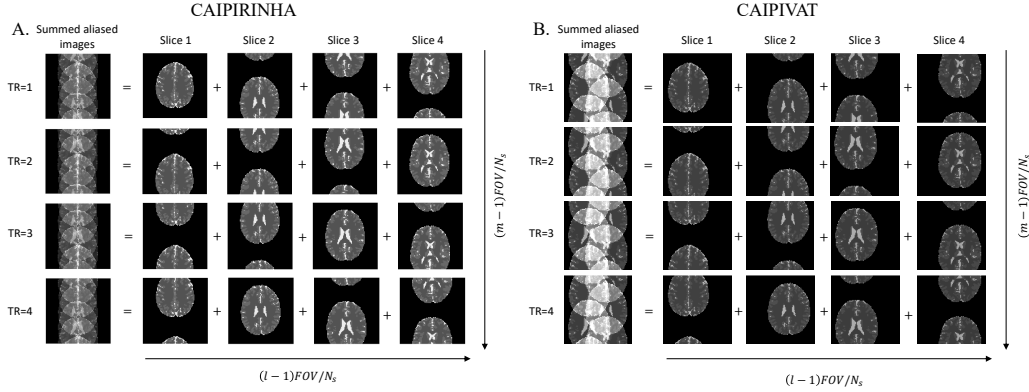 CAIPIRINHA
A. Summed aliased images Slice 1 Slice 2 Slice 3 Slice 4
TR=1 = + + +
TR=2 = + + +
TR=3 = + + +
TR=4 = + + +
(m − 1)FOV/N_s
(l − 1)FOV/N_s
CAIPIVAT
B. Summed aliased images Slice 1 Slice 2 Slice 3 Slice 4
TR=1 = + + +
TR=2 = + + +
TR=3 = + + +
TR=4 = + + +
(m − 1)FOV/N_s
(l − 1)FOV/N_s